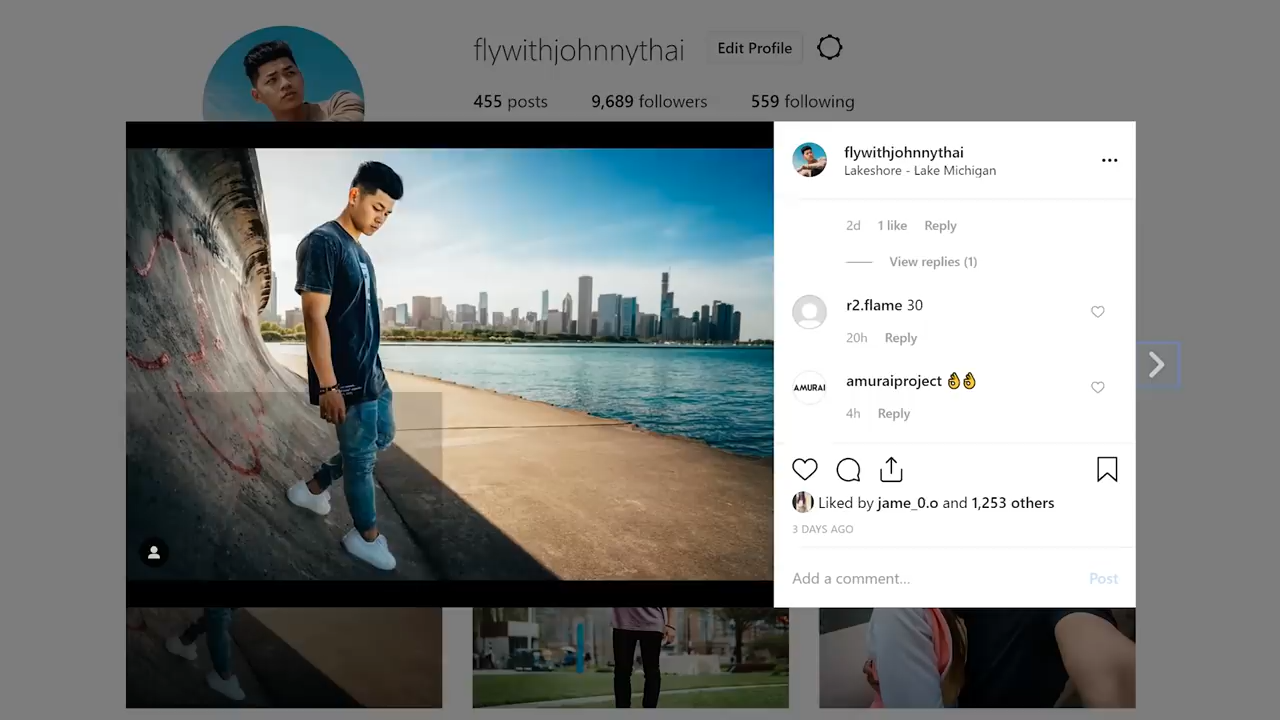 flywithjohnnythai Edit Profile
455 posts 9,689 followers 559 following
flywithjohnnythai
Lakeshore - Lake Michigan
2d 1 like Reply
View replies (1)
r2.flame 30
20h Reply
AMURAI
amuraiproject 👌👌
4h Reply
Liked by jame_0.o and 1,253 others
3 DAYS AGO
Add a comment... Post